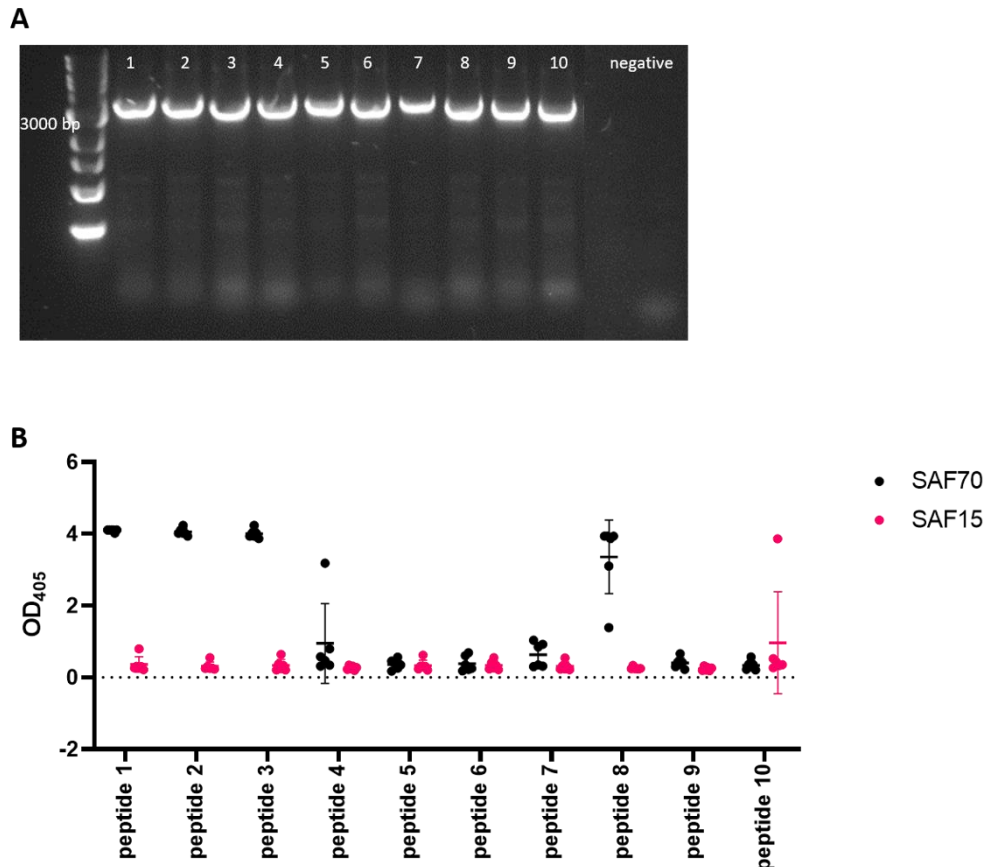 A
1 2 3 4 5 6 7 8 9 10 negative
3000 bp
B
6
4
2
0
-2
OD405
SAF70
SAF15
peptide 1
peptide 2
peptide 3
peptide 4
peptide 5
peptide 6
peptide 7
peptide 8
peptide 9
peptide 10